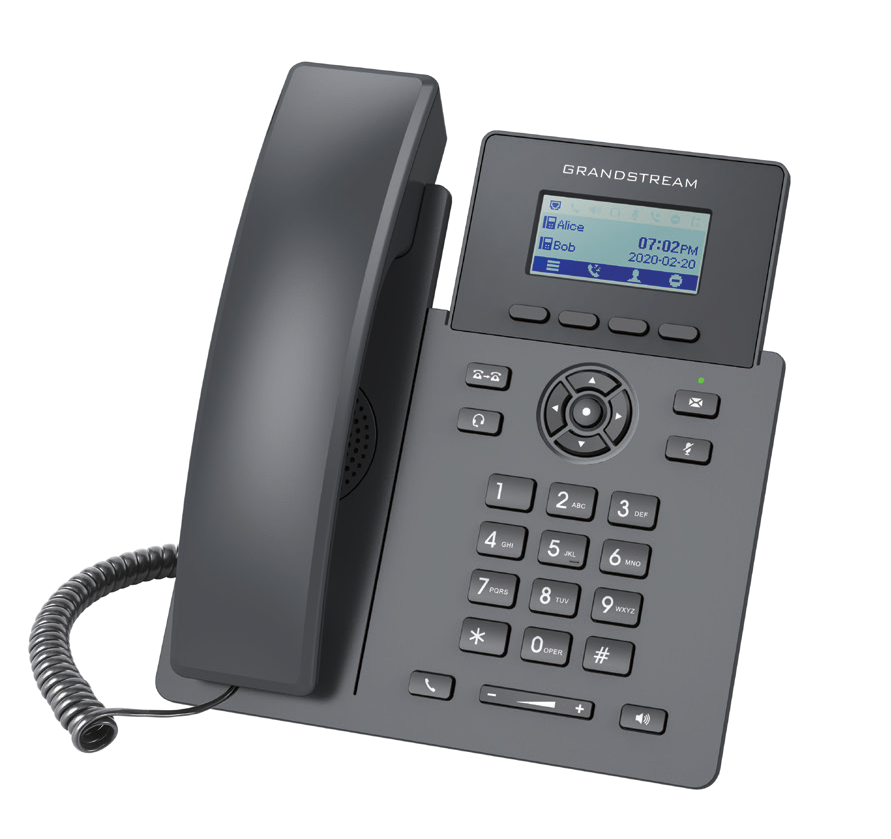 GRANDSTREAM
Alice
Bob
07:02PM
2020-02-20
1
2 ABC
3 DEF
4 GHI
5 JKL
6 MNO
7 PQRS
8 TUV
9 WXYZ
*
0 OPER
#
- +